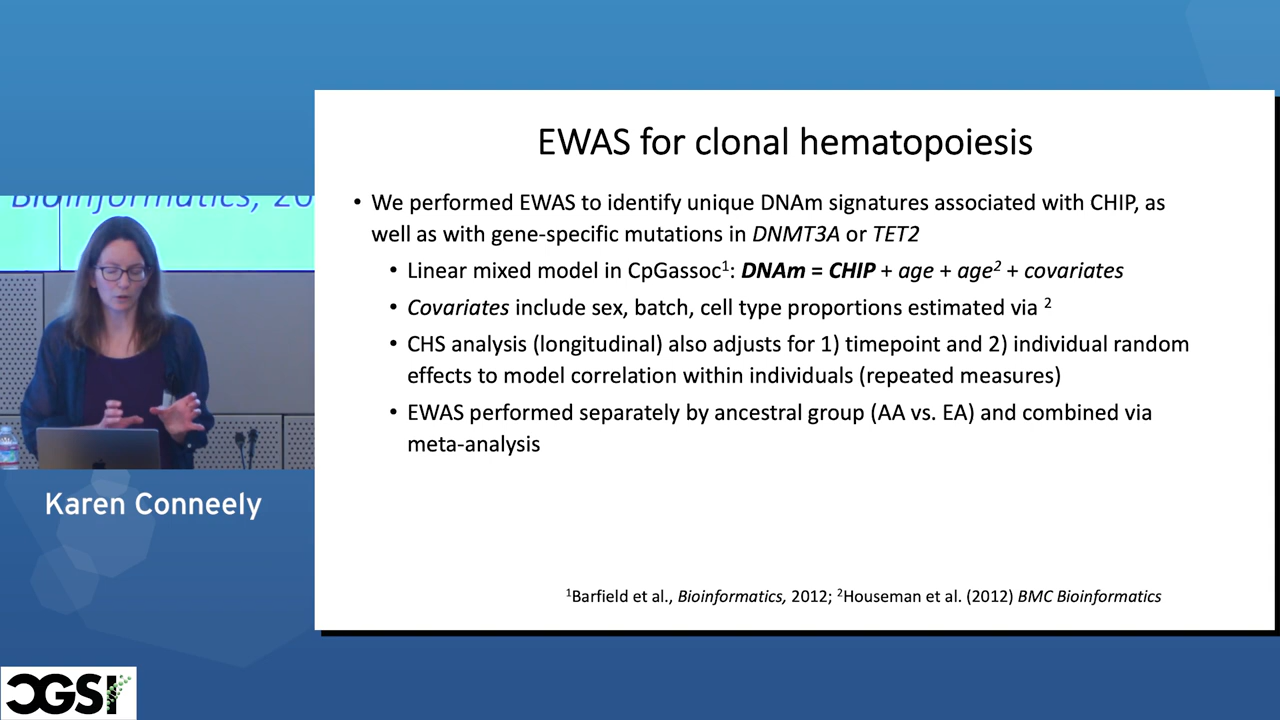 EWAS for clonal hematopoiesis
• We performed EWAS to identify unique DNAm signatures associated with CHIP, as
well as with gene-specific mutations in DNMT3A or TET2
• Linear mixed model in CpGassoc¹: DNAm = CHIP + age + age² + covariates
• Covariates include sex, batch, cell type proportions estimated via ²
• CHS analysis (longitudinal) also adjusts for 1) timepoint and 2) individual random
effects to model correlation within individuals (repeated measures)
• EWAS performed separately by ancestral group (AA vs. EA) and combined via
meta-analysis
¹Barfield et al., Bioinformatics, 2012; ²Houseman et al. (2012) BMC Bioinformatics
Bioinformatics, 20
Karen Conneely
CGSI